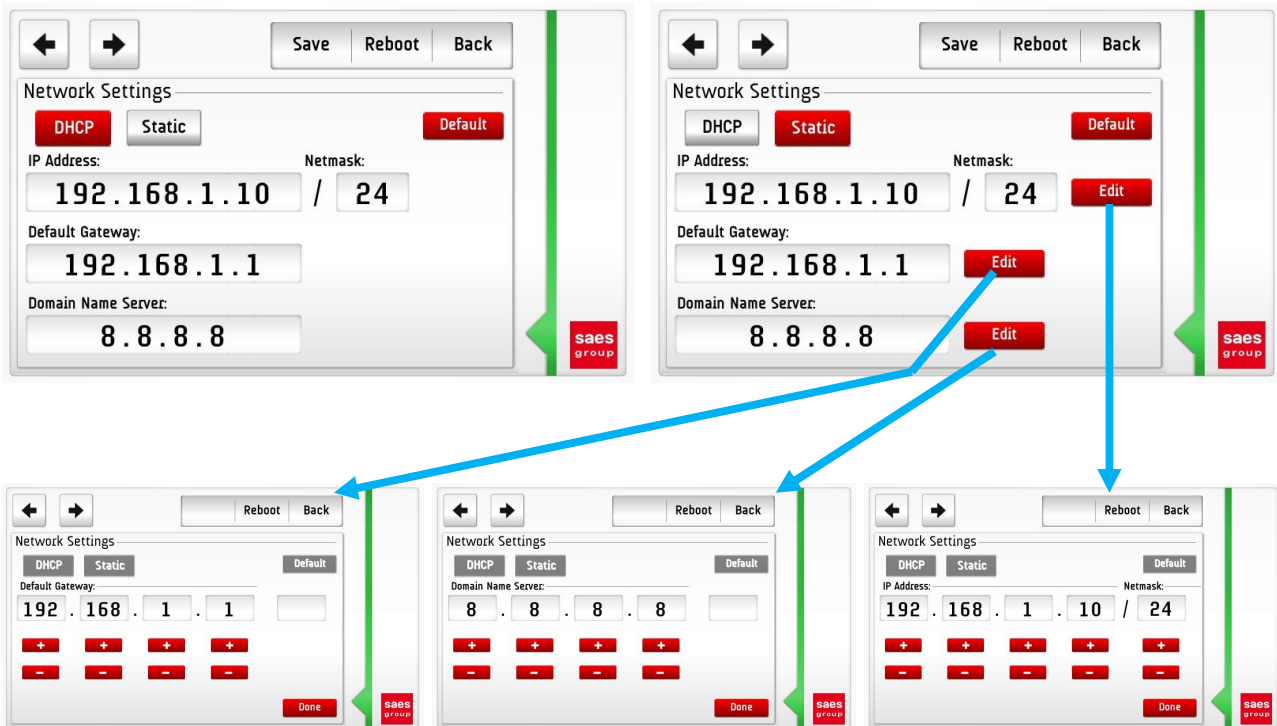 Save Reboot Back
Network Settings
DHCP Static Default
IP Address: Netmask:
192.168.1.10 / 24
Default Gateway:
192.168.1.1
Domain Name Server:
8.8.8.8
saes
group
Save Reboot Back
Network Settings
DHCP Static Default
IP Address: Netmask:
192.168.1.10 / 24 Edit
Default Gateway:
192.168.1.1 Edit
Domain Name Server:
8.8.8.8 Edit
saes
group
Reboot Back
Network Settings
DHCP Static Default
Default Gateway:
192 . 168 . 1 . 1
+ + + +
- - - -
Done
saes
group
Reboot Back
Network Settings
DHCP Static Default
Domain Name Server:
8 . 8 . 8 . 8
+ + + +
- - - -
Done
saes
group
Reboot Back
Network Settings
DHCP Static Default
IP Address: Netmask:
192 . 168 . 1 . 10 / 24
+ + + + +
- - - - -
Done
saes
group